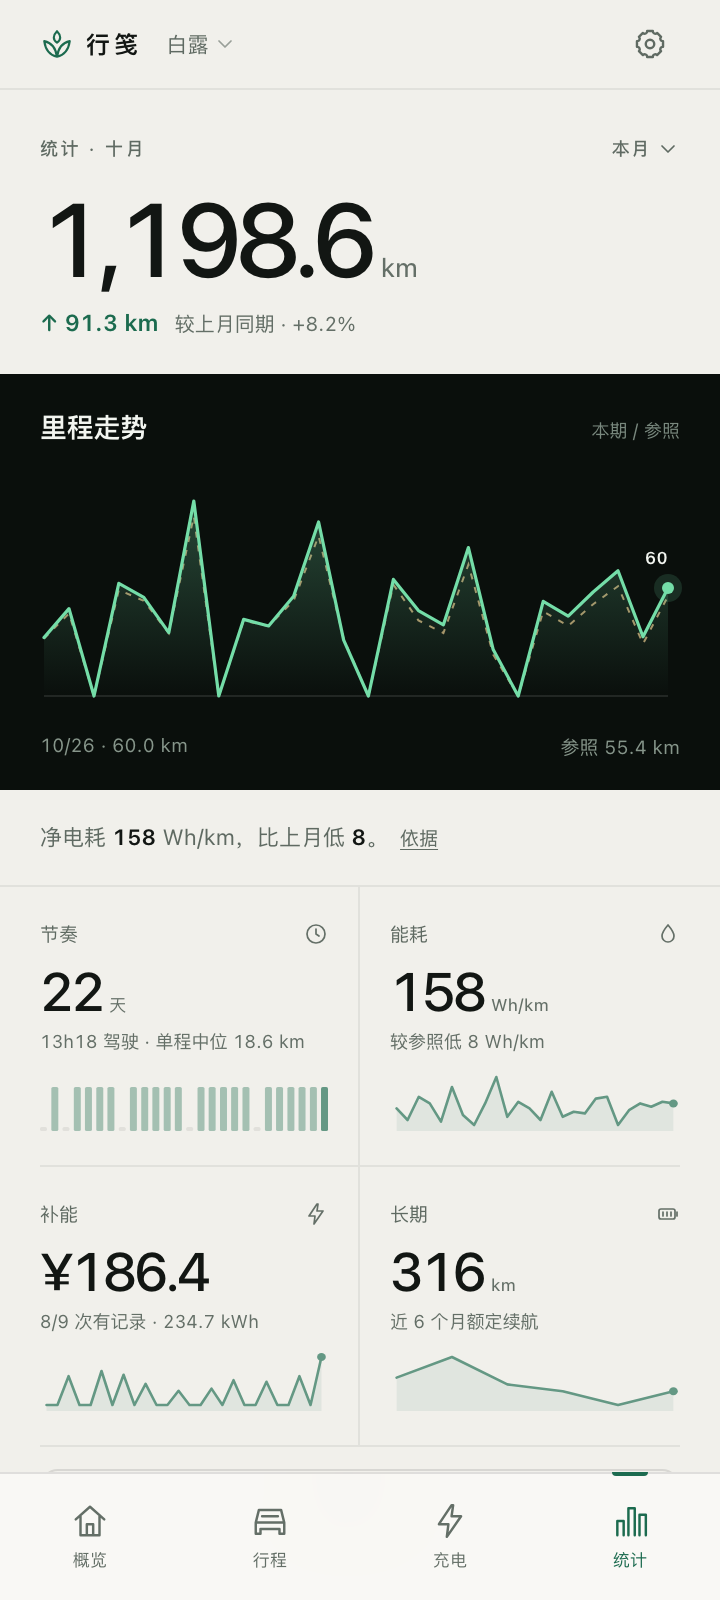 行笺 白露
统计 · 十月 本月
1,198.6 km
↑ 91.3 km 较上月同期 · +8.2%
里程走势 本期 / 参照
60
10/26 · 60.0 km 参照 55.4 km
净电耗 158 Wh/km，比上月低 8。 依据
节奏
22 天
13h18 驾驶 · 单程中位 18.6 km
能耗
158 Wh/km
较参照低 8 Wh/km
补能
¥186.4
8/9 次有记录 · 234.7 kWh
长期
316 km
近 6 个月额定续航
概览 行程 充电 统计